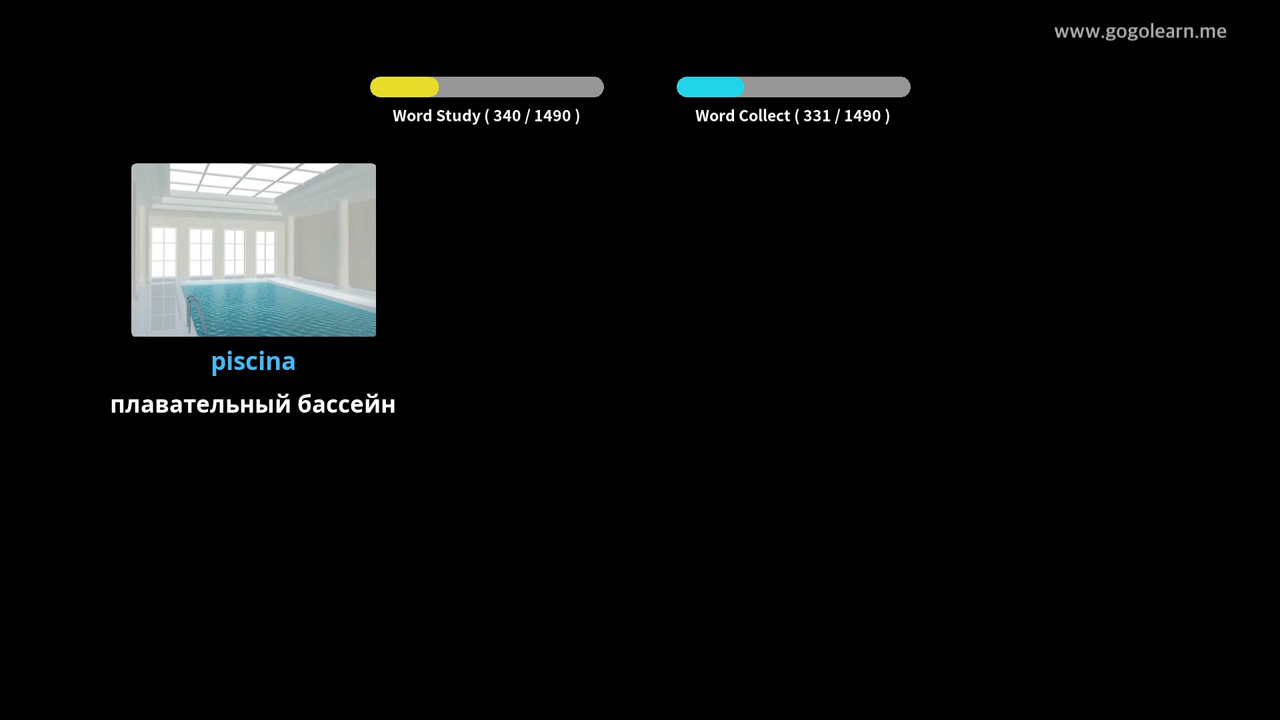 www.gogolearn.me
Word Study ( 340 / 1490 )
Word Collect ( 331 / 1490 )
piscina
плавательный бассейн